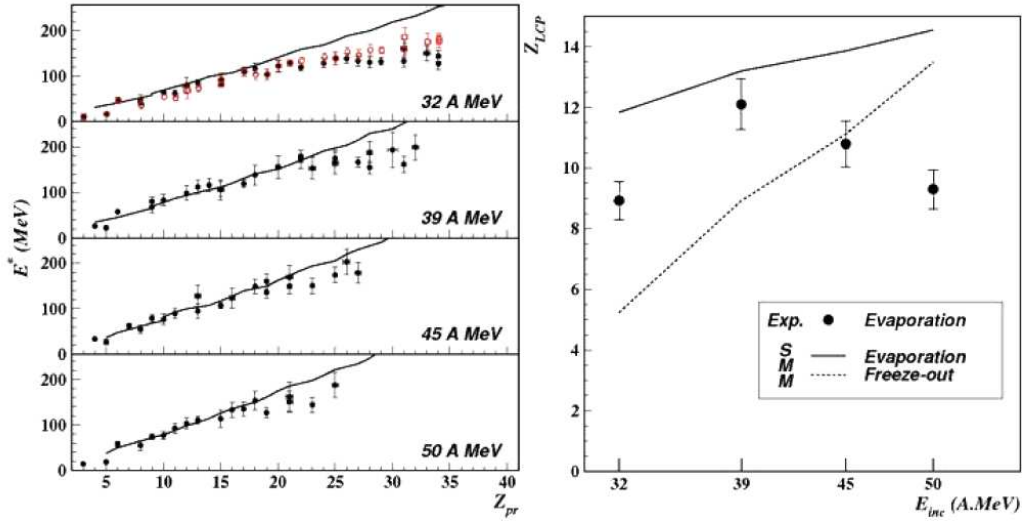 200
100
0
32 A MeV
200
100
0
39 A MeV
E* (MeV)
200
100
0
45 A MeV
200
100
0
50 A MeV
0 5 10 15 20 25 30 35 40
Z_pr
Z_LCP
14
12
10
8
6
4
2
0
Exp. ● Evaporation
S
M
M
Evaporation
Freeze-out
32 39 45 50
E_inc (A.MeV)